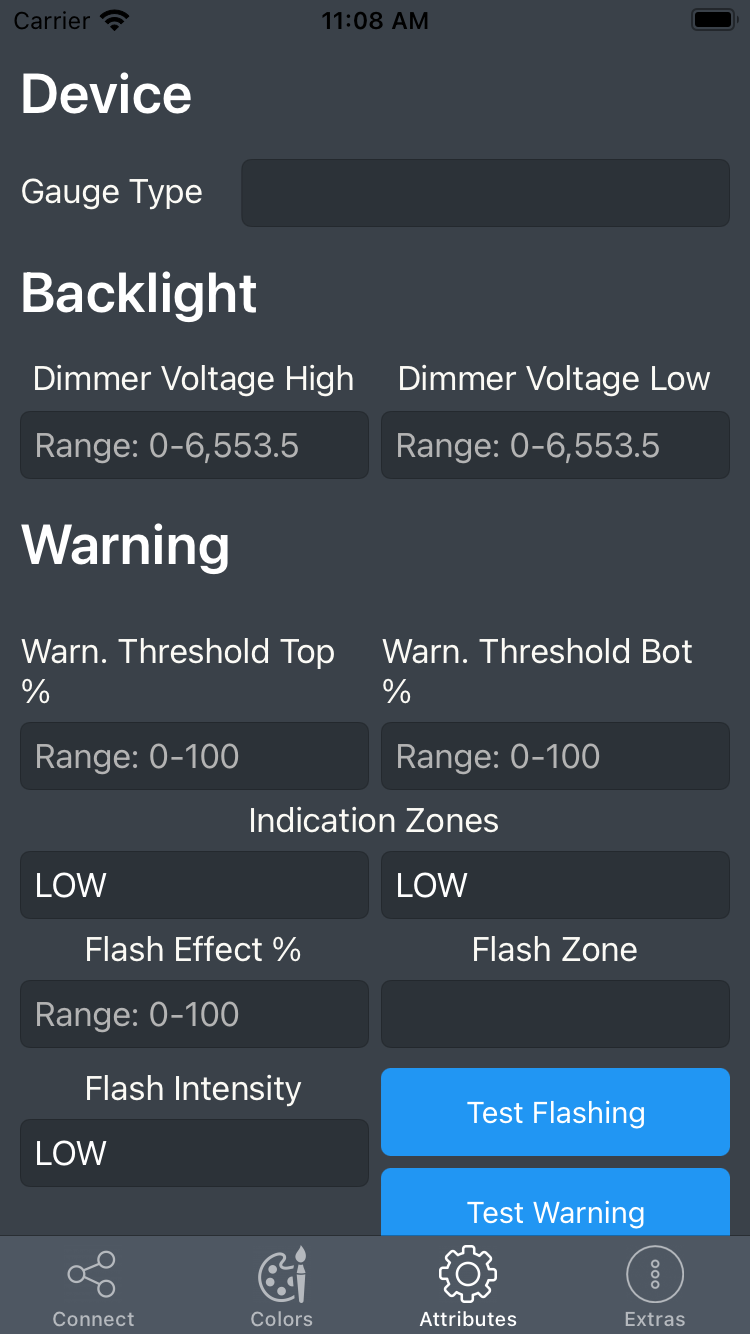 Carrier 11:08 AM
Device
Gauge Type
Backlight
Dimmer Voltage High Dimmer Voltage Low
Range: 0-6,553.5 Range: 0-6,553.5
Warning
Warn. Threshold Top Warn. Threshold Bot
% %
Range: 0-100 Range: 0-100
Indication Zones
LOW LOW
Flash Effect % Flash Zone
Range: 0-100
Flash Intensity
Test Flashing
LOW
Test Warning
Connect Colors Attributes Extras